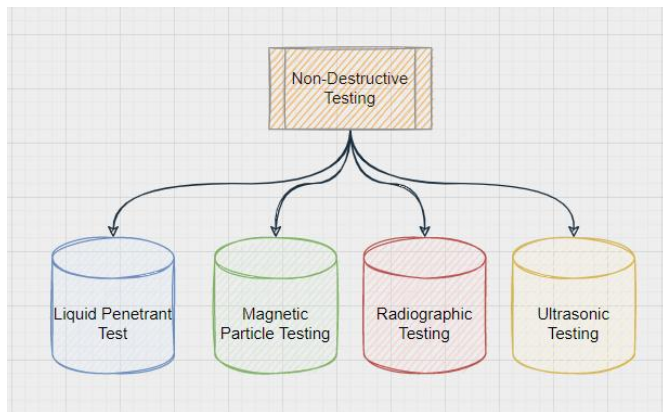 Non-Destructive
Testing
Liquid Penetrant
Test
Magnetic
Particle Testing
Radiographic
Testing
Ultrasonic
Testing